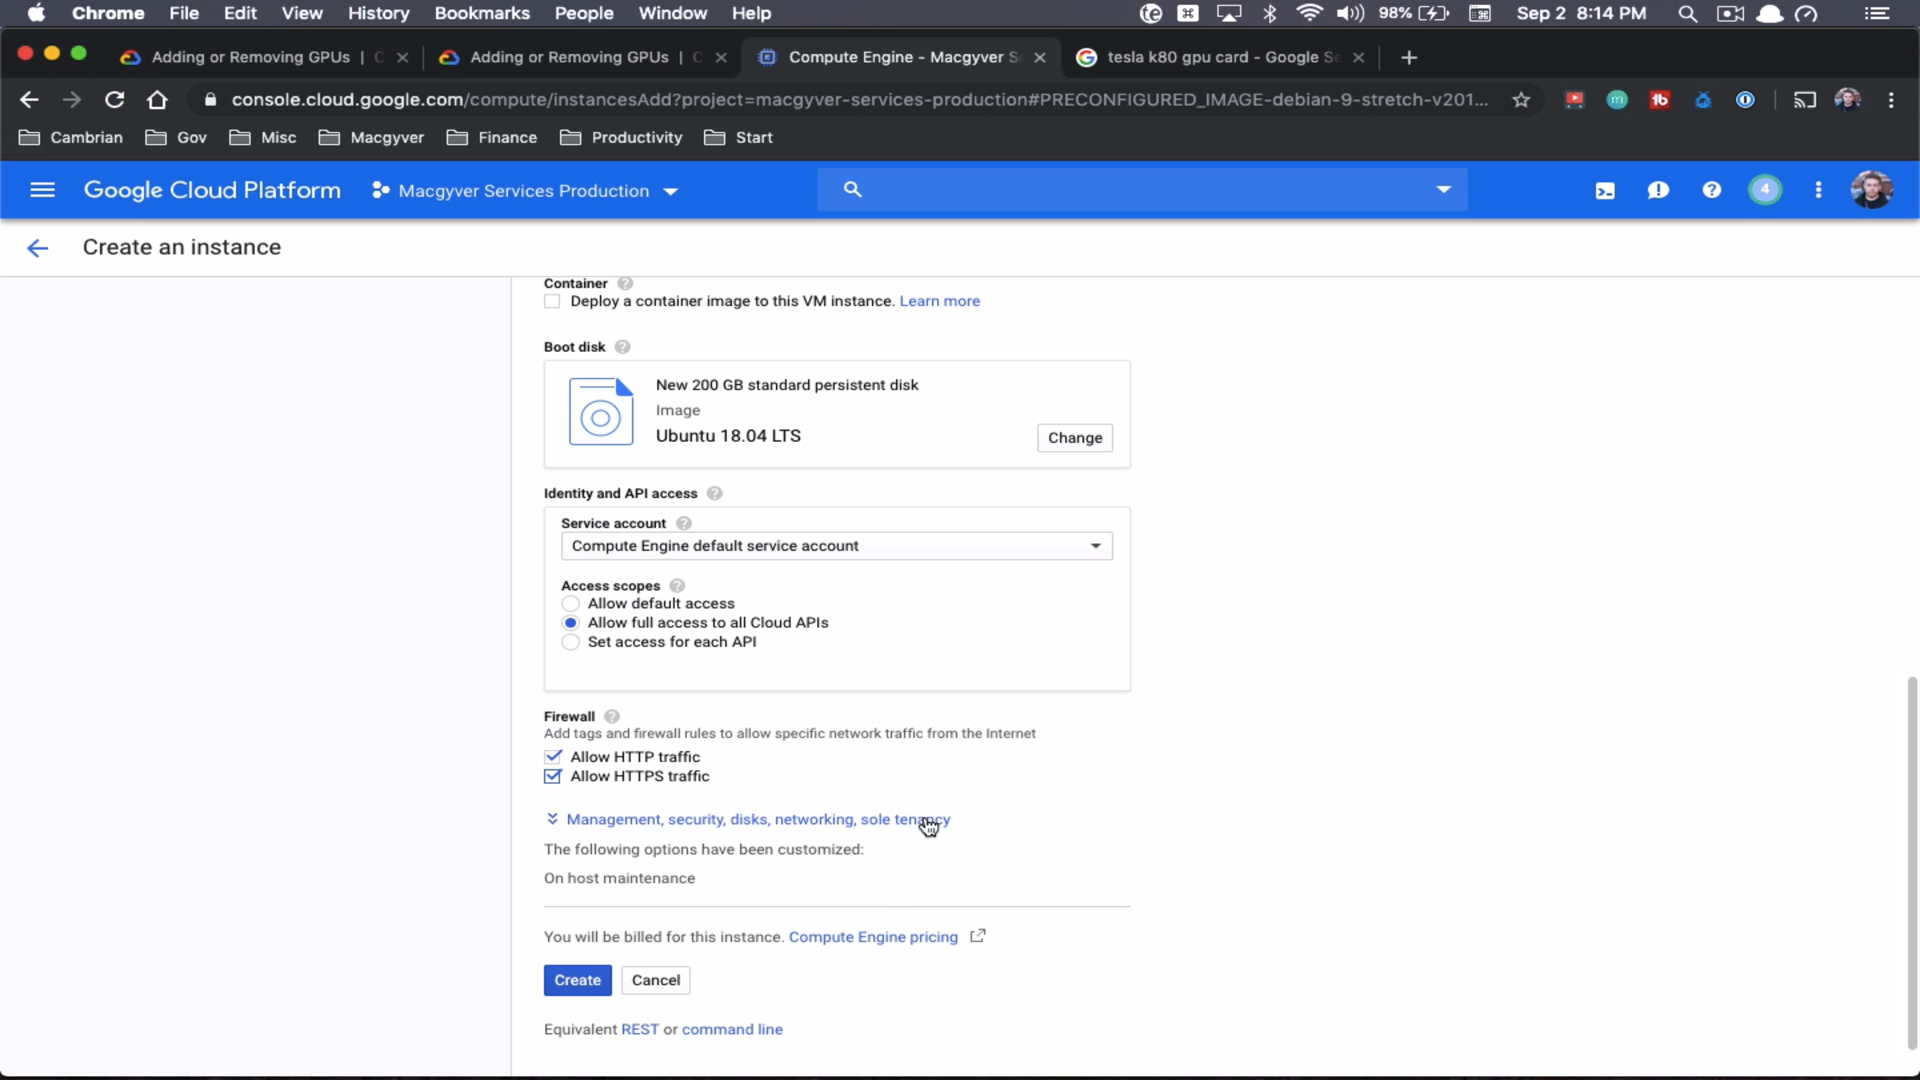 Chrome File Edit View History Bookmarks People Window Help 98% Sep 2 8:14 PM
Adding or Removing GPUs | C Adding or Removing GPUs | C Compute Engine - Macgyver S tesla k80 gpu card - Google Se
console.cloud.google.com/compute/instancesAdd?project=macgyver-services-production#PRECONFIGURED_IMAGE-debian-9-stretch-v201...
Cambrian Gov Misc Macgyver Finance Productivity Start
Google Cloud Platform Macgyver Services Production 4
Create an instance
Container
Deploy a container image to this VM instance. Learn more
Boot disk
New 200 GB standard persistent disk
Image
Ubuntu 18.04 LTS
Change
Identity and API access
Service account
Compute Engine default service account
Access scopes
Allow default access
Allow full access to all Cloud APIs
Set access for each API
Firewall
Add tags and firewall rules to allow specific network traffic from the Internet
Allow HTTP traffic
Allow HTTPS traffic
Management, security, disks, networking, sole tenancy
The following options have been customized:
On host maintenance
You will be billed for this instance. Compute Engine pricing
Create Cancel
Equivalent REST or command line